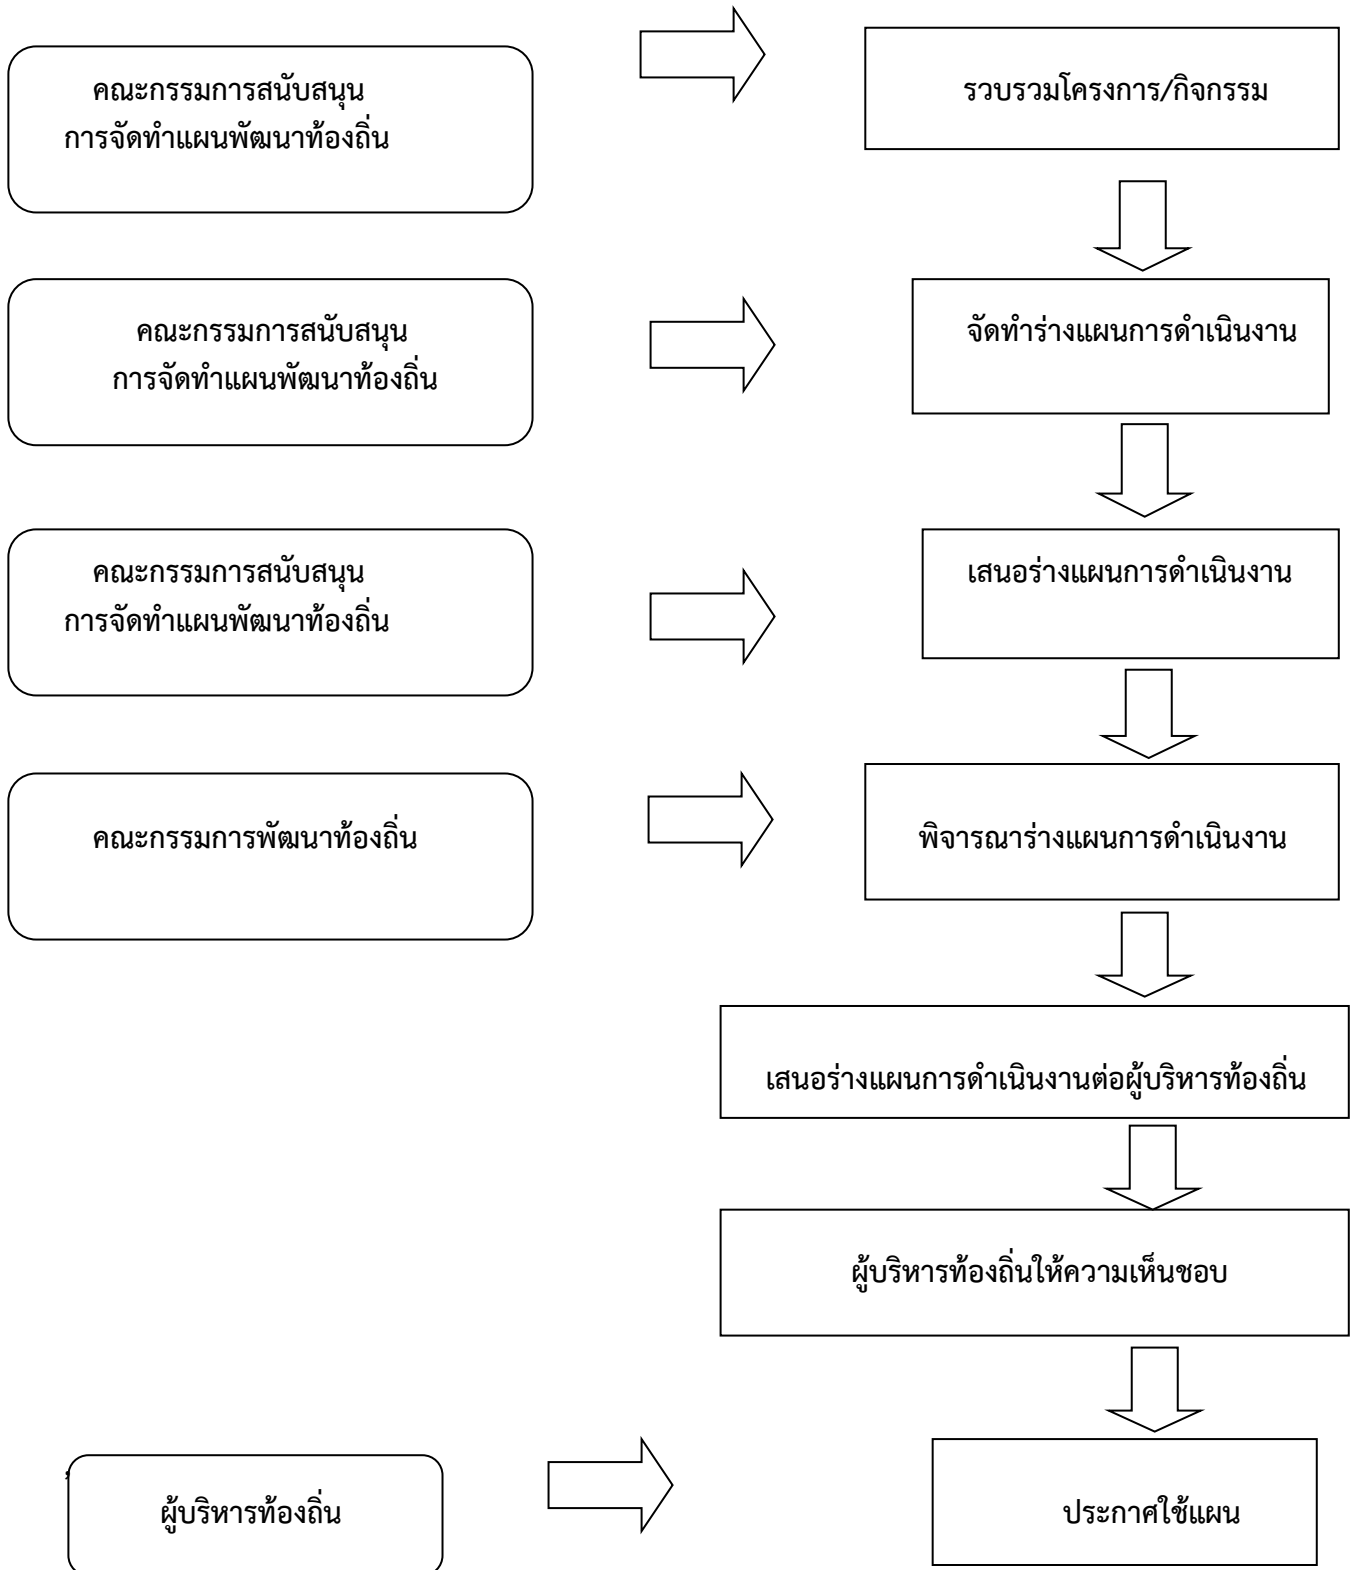 คณะกรรมการสนับสนุน
การจัดทำแผนพัฒนาท้องถิ่น
รวบรวมโครงการ/กิจกรรม
คณะกรรมการสนับสนุน
การจัดทำแผนพัฒนาท้องถิ่น
จัดทำร่างแผนการดำเนินงาน
คณะกรรมการสนับสนุน
การจัดทำแผนพัฒนาท้องถิ่น
เสนอร่างแผนการดำเนินงาน
คณะกรรมการพัฒนาท้องถิ่น
พิจารณาร่างแผนการดำเนินงาน
เสนอร่างแผนการดำเนินงานต่อผู้บริหารท้องถิ่น
ผู้บริหารท้องถิ่นให้ความเห็นชอบ
ผู้บริหารท้องถิ่น
ประกาศใช้แผน